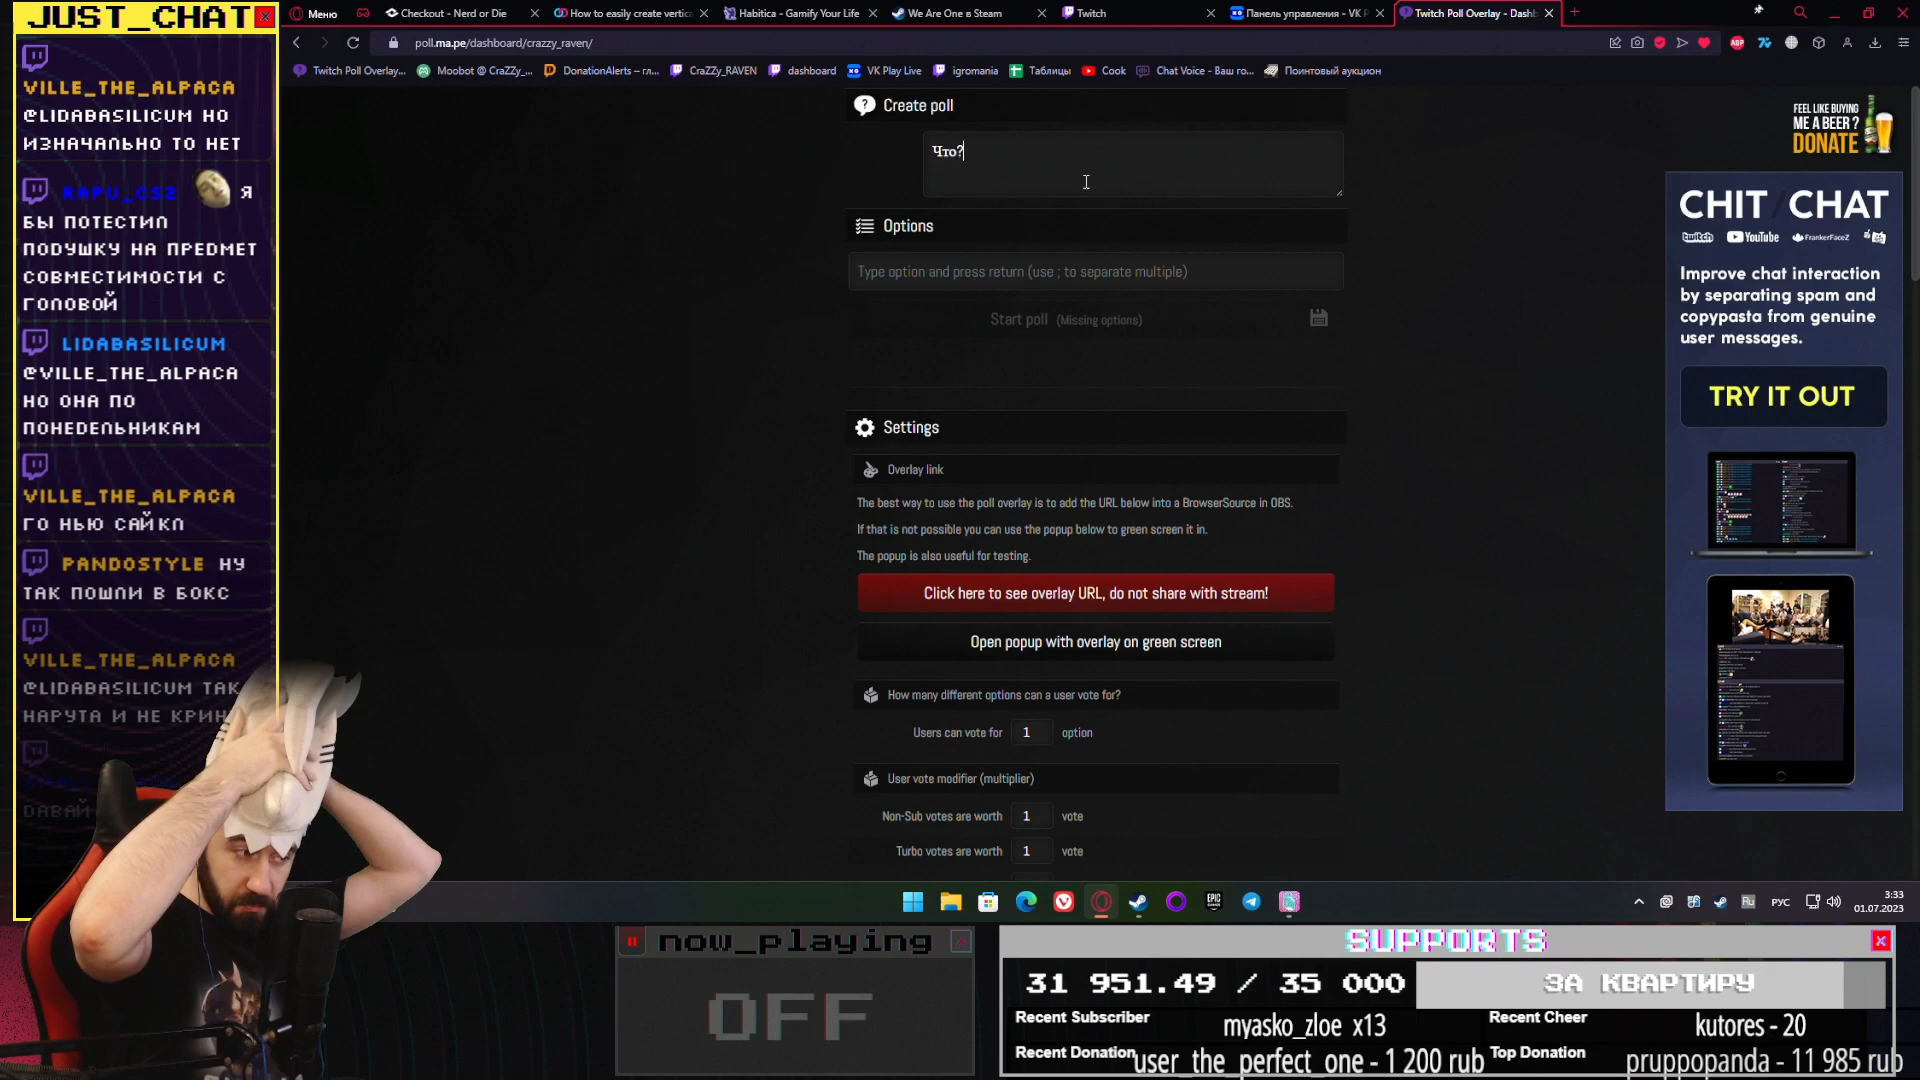 JUST_CHAT
VILLE_THE_ALPACA
@LIDABASILICUM НО
ИЗНАЧАЛЬНО ТО НЕТ
RAPU_CS2 Я
БЫ ПОТЕСТИЛ
ПОДУШКУ НА ПРЕДМЕТ
СОВМЕСТИМОСТИ С
ГОЛОВОЙ
LIDABASILICUM
@VILLE_THE_ALPACA
НО ОНА ПО
ПОНЕДЕЛЬНИКАМ
VILLE_THE_ALPACA
ГО НЬЮ САЙКЛ
PANDOSTYLE НУ
ТАК ПОШЛИ В БОКС
VILLE_THE_ALPACA
@LIDABASILICUM ТАК
НАРУТА И НЕ КРИН
ДАВАЙ
Меню
Checkout - Nerd or Die
How to easily create vertic
Habitica - Gamify Your Life
We Are One в Steam
Twitch
Панель управления - VK P
Twitch Poll Overlay - Dashb
poll.ma.pe/dashboard/crazzy_raven/
Twitch Poll Overlay...
Moobot @ CraZZy_...
DonationAlerts – гл...
CraZZy_RAVEN
dashboard
VK Play Live
igromania
Таблицы
Cook
Chat Voice - Ваш го...
Поинтовый аукцион
Create poll
Что?
Options
Type option and press return (use ; to separate multiple)
Start poll (Missing options)
Settings
Overlay link
The best way to use the poll overlay is to add the URL below into a BrowserSource in OBS.
If that is not possible you can use the popup below to green screen it in.
The popup is also useful for testing.
Click here to see overlay URL, do not share with stream!
Open popup with overlay on green screen
How many different options can a user vote for?
Users can vote for 1 option
User vote modifier (multiplier)
Non-Sub votes are worth 1 vote
Turbo votes are worth 1 vote
FEEL LIKE BUYING
ME A BEER ?
DONATE
CHIT / CHAT
twitch YouTube FrankerFaceZ
Improve chat interaction
by separating spam and
copypasta from genuine
user messages.
TRY IT OUT
EPIC
GAMES
Ru
РУС
3:33
01.07.2023
now_playing
OFF
SUPPORTS
31 951.49 / 35 000
ЗА КВАРТИРУ
Recent Subscriber
myasko_zloe x13
Recent Cheer
kutores - 20
Recent Donation
user_the_perfect_one - 1 200 rub
Top Donation
pruppopanda - 11 985 rub